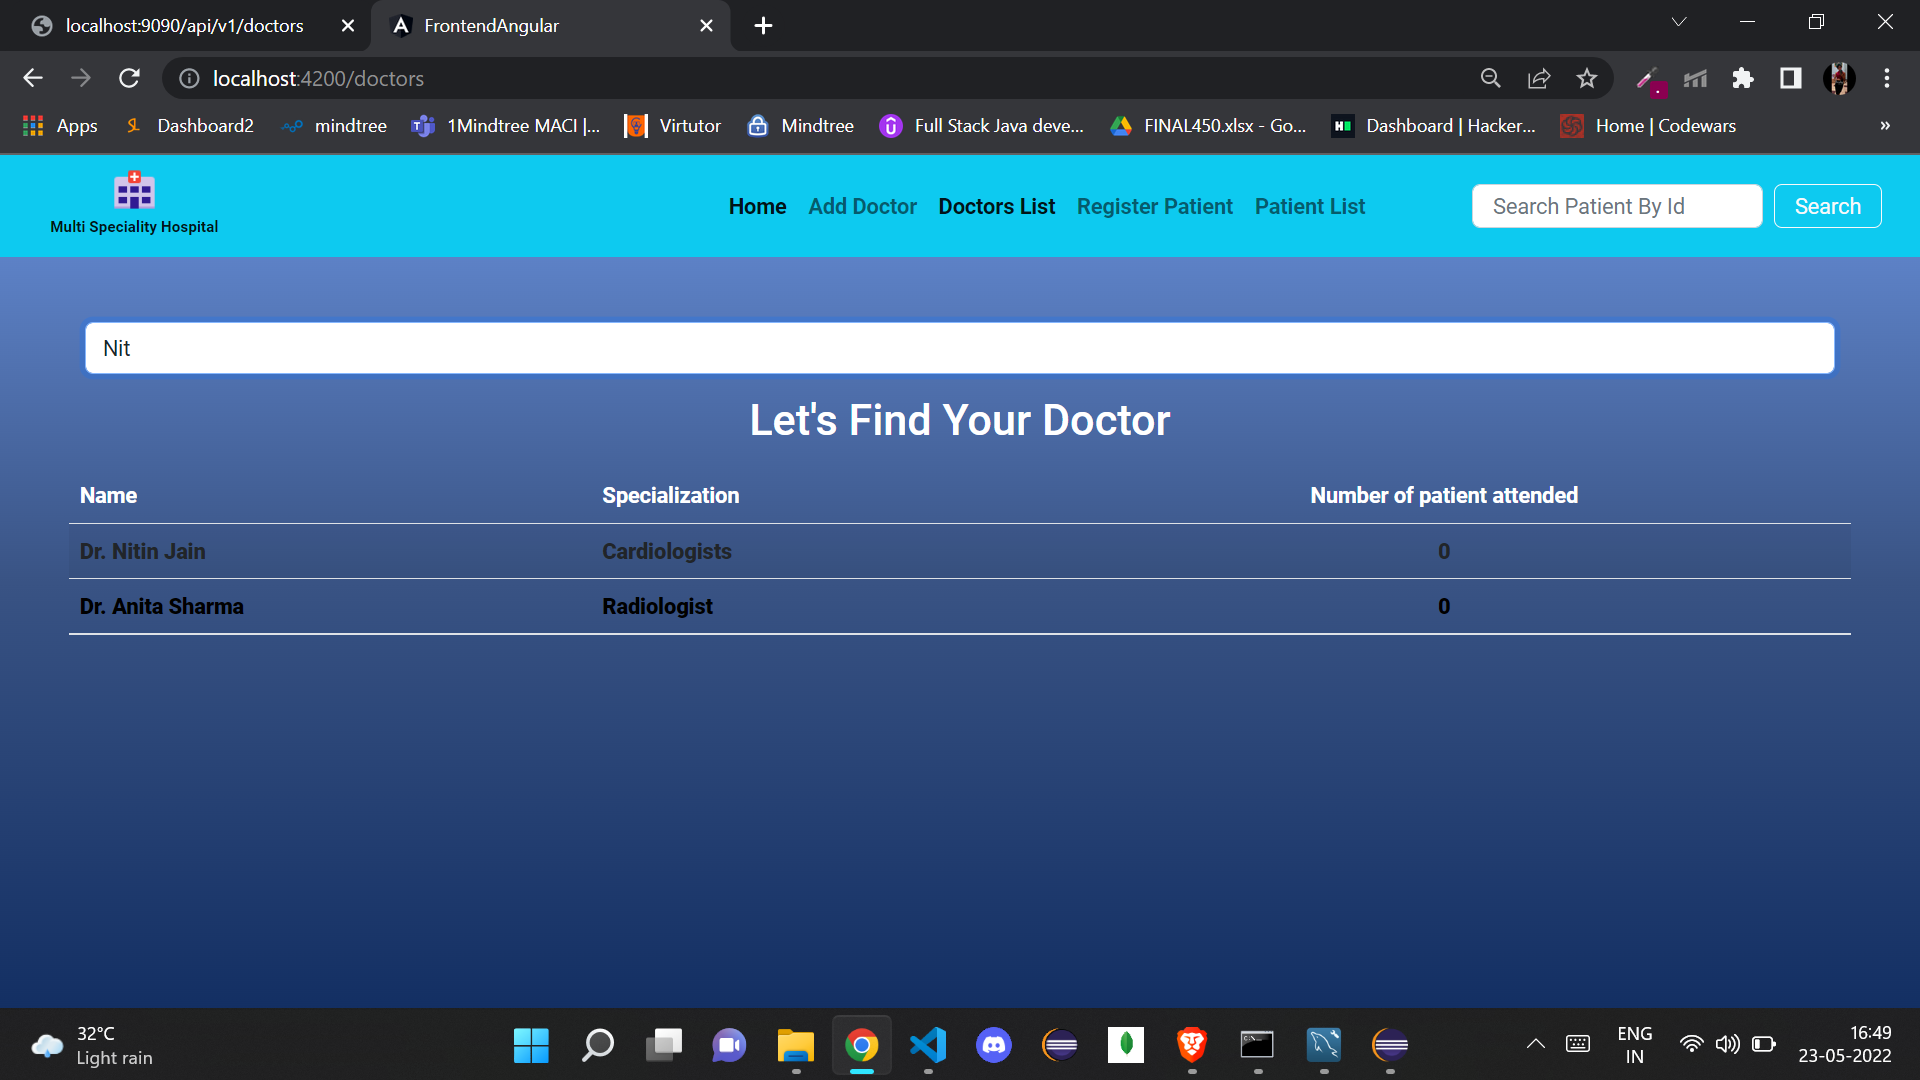 localhost:9090/api/v1/doctors
FrontendAngular
localhost:4200/doctors
Apps
Dashboard2
mindtree
1Mindtree MACI |...
Virtutor
Mindtree
Full Stack Java deve...
FINAL450.xlsx - Go...
Dashboard | Hacker...
Home | Codewars
»
Multi Speciality Hospital
Home Add Doctor Doctors List Register Patient Patient List
Search Patient By Id
Search
Nit
Let's Find Your Doctor
Name Specialization Number of patient attended
Dr. Nitin Jain Cardiologists 0
Dr. Anita Sharma Radiologist 0
32°C
Light rain
ENG
IN
16:49
23-05-2022